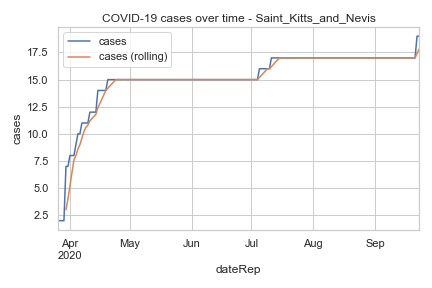 COVID-19 cases over time - Saint_Kitts_and_Nevis
cases
cases (rolling)
17.5
15.0
12.5
10.0
7.5
5.0
2.5
cases
Apr May Jun Jul Aug Sep
2020
dateRep